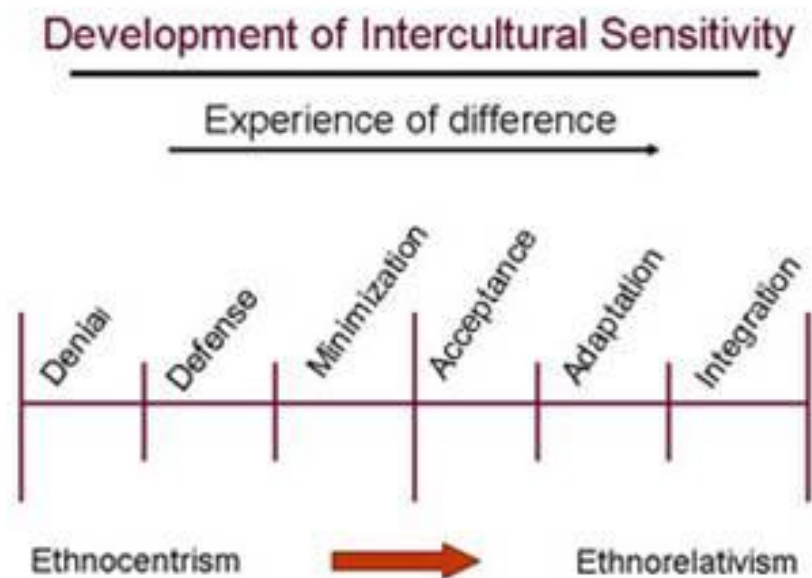 Development of Intercultural Sensitivity
Experience of difference
Denial
Defense
Minimization
Acceptance
Adaptation
Integration
Ethnocentrism
Ethnorelativism